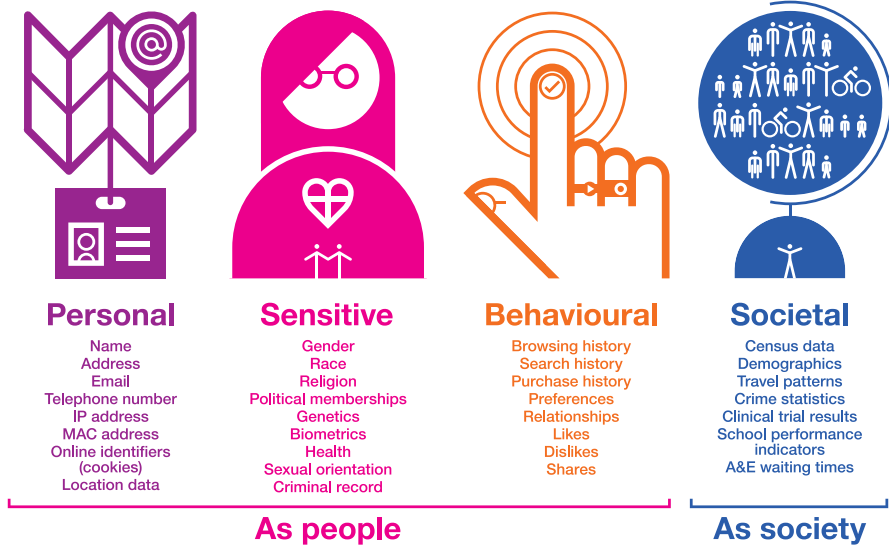 @
Personal
Name
Address
Email
Telephone number
IP address
MAC address
Online identifiers
(cookies)
Location data
Sensitive
Gender
Race
Religion
Political memberships
Genetics
Biometrics
Health
Sexual orientation
Criminal record
Behavioural
Browsing history
Search history
Purchase history
Preferences
Relationships
Likes
Dislikes
Shares
Societal
Census data
Demographics
Travel patterns
Crime statistics
Clinical trial results
School performance
indicators
A&E waiting times
As people
As society